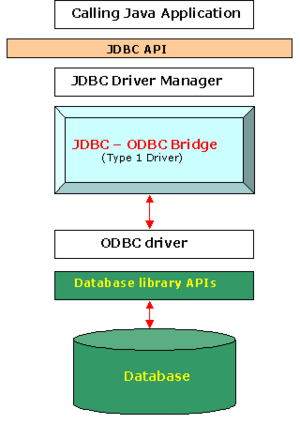 Calling Java Application
JDBC API
JDBC Driver Manager
JDBC – ODBC Bridge
(Type 1 Driver)
ODBC driver
Database library APIs
Database